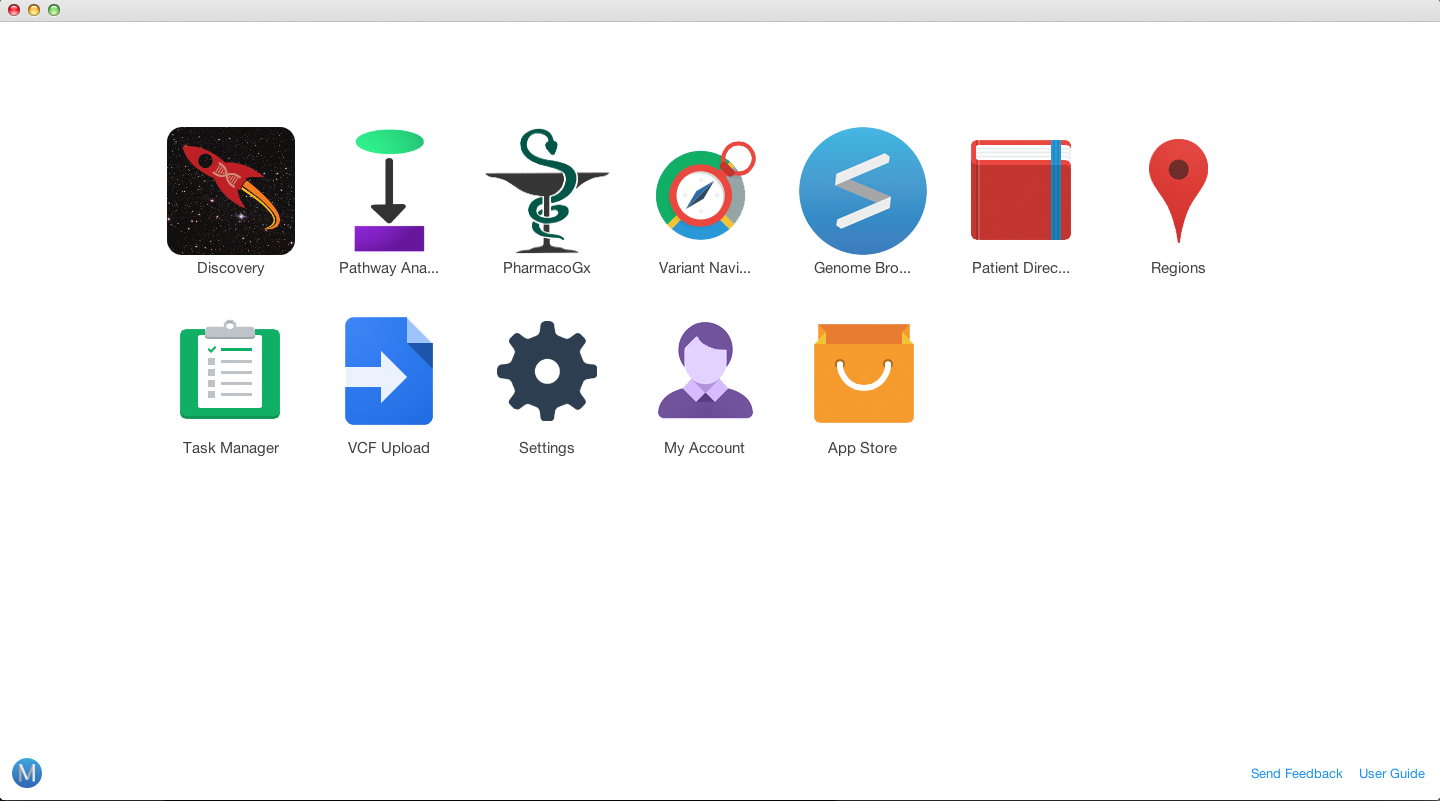 Discovery
Pathway Ana...
PharmacoGx
Variant Navi...
Genome Bro...
Patient Direc...
Regions
Task Manager
VCF Upload
Settings
My Account
App Store
M
Send Feedback
User Guide